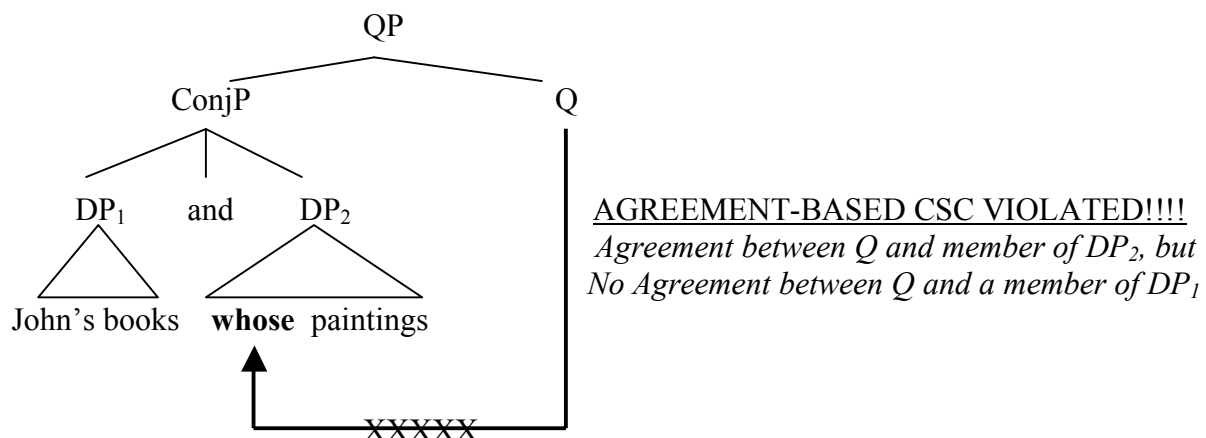 QP
ConjP Q
DP₁ and DP₂
AGREEMENT-BASED CSC VIOLATED!!!!
Agreement between Q and member of DP₂, but
No Agreement between Q and a member of DP₁
John's books whose paintings
XXXXX